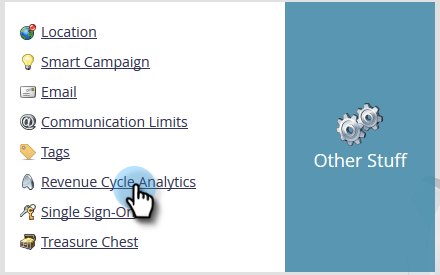 Location
Smart Campaign
Email
Communication Limits
Tags
Revenue Cycle Analytics
Single Sign-On
Treasure Chest
Other Stuff